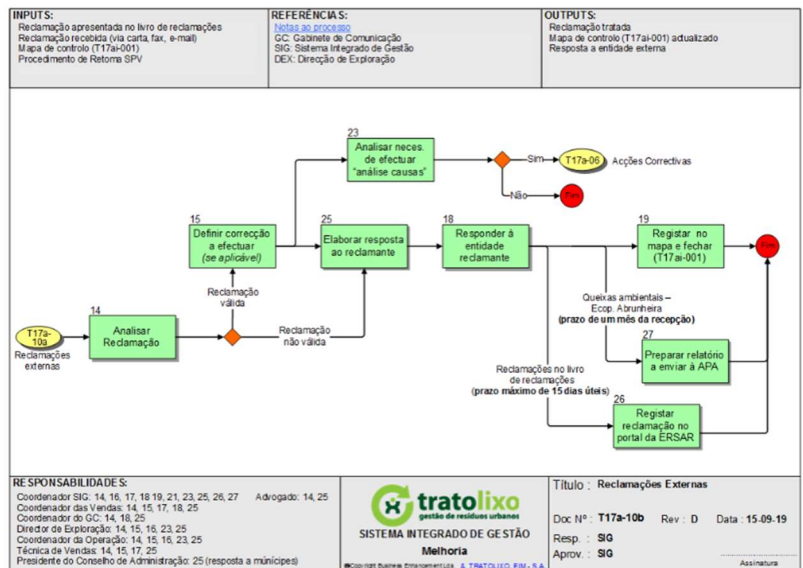 INPUTS:
Reclamação apresentada no livro de reclamações
Reclamação recebida (via carta, fax, e-mail)
Mapa de controlo (T17ai-001)
Procedimento de Retoma SPV
REFERÊNCIAS:
Notas ao processo
GC: Gabinete de Comunicação
SIG: Sistema Integrado de Gestão
DEX: Direcção de Exploração
OUTPUTS:
Reclamação tratada
Mapa de controlo (T17ai-001) actualizado
Resposta a entidade externa
23
Analisar neces.
de efectuar
"análise causas"
Sim
T17a-06
Acções Correctivas
Não
Fim
15
Definir correcção
a efectuar
(se aplicável)
25
Elaborar resposta
ao reclamante
18
Responder à
entidade
reclamante
19
Registar no
mapa e fechar
(T17ai-001)
Fim
Reclamação
válida
14
Analisar
Reclamação
T17a-
10a
Reclamações
externas
Reclamação
não válida
Queixas ambientais –
Ecop. Abrunheira
(prazo de um mês da recepção)
27
Preparar relatório
a enviar à APA
Reclamações no livro
de reclamações
(prazo máximo de 15 dias úteis)
26
Registar
reclamação no
portal da ERSAR
RESPONSABILIDADES:
Coordenador SIG: 14, 16, 17, 18 19, 21, 23, 25, 26, 27 Advogado: 14, 25
Coordenador das Vendas: 14, 15, 17, 18, 25
Coordenador do GC: 14, 18, 25
Director de Exploração: 14, 15, 16, 23, 25
Coordenador da Operação: 14, 15, 16, 23, 25
Técnica de Vendas: 14, 15, 17, 25
Presidente do Conselho de Administração: 25 (resposta a munícipes)
tratolixo
gestão de resíduos urbanos
SISTEMA INTEGRADO DE GESTÃO
Melhoria
©Copyright Business Enhancement Lda. A TRATOLIXO, EIM - S.A.
Título : Reclamações Externas
Doc Nº : T17a-10b Rev : D Data : 15-09-19
Resp. : SIG
Aprov. : SIG
Assinatura